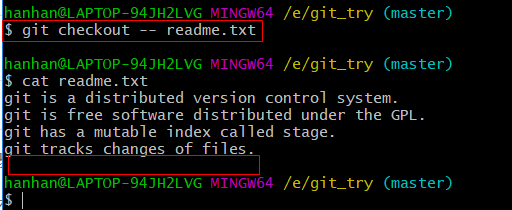 hanhan@LAPTOP-94JH2LVG MINGW64 /e/git_try (master)
$ git checkout -- readme.txt
hanhan@LAPTOP-94JH2LVG MINGW64 /e/git_try (master)
$ cat readme.txt
git is a distributed version control system.
git is free software distributed under the GPL.
git has a mutable index called stage.
git tracks changes of files.
hanhan@LAPTOP-94JH2LVG MINGW64 /e/git_try (master)
$